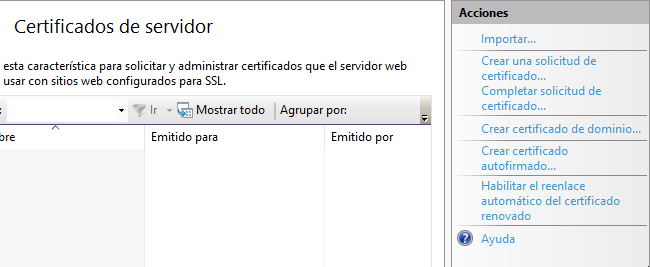 Certificados de servidor
esta característica para solicitar y administrar certificados que el servidor web
usar con sitios web configurados para SSL.
: Ir Mostrar todo Agrupar por:
bre Emitido para Emitido por
Acciones
Importar...
Crear una solicitud de
certificado...
Completar solicitud de
certificado...
Crear certificado de dominio...
Crear certificado
autofirmado...
Habilitar el reenlace
automático del certificado
renovado
Ayuda